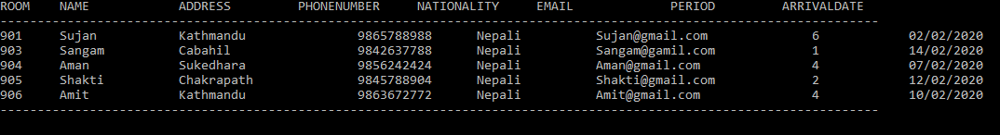 ROOM NAME ADDRESS PHONENUMBER NATIONALITY EMAIL PERIOD ARRIVALDATE
----------------------------------------------------------------------------------------------------------------------
901 Sujan Kathmandu 9865788988 Nepali Sujan@gmail.com 6 02/02/2020
903 Sangam Cabahil 9842637788 Nepali Sangam@gamil.com 1 14/02/2020
904 Aman Sukedhara 9856242424 Nepali Aman@gmail.com 4 07/02/2020
905 Shakti Chakrapath 9845788904 Nepali Shakti@gmail.com 2 12/02/2020
906 Amit Kathmandu 9863672772 Nepali Amit@gmail.com 4 10/02/2020
----------------------------------------------------------------------------------------------------------------------